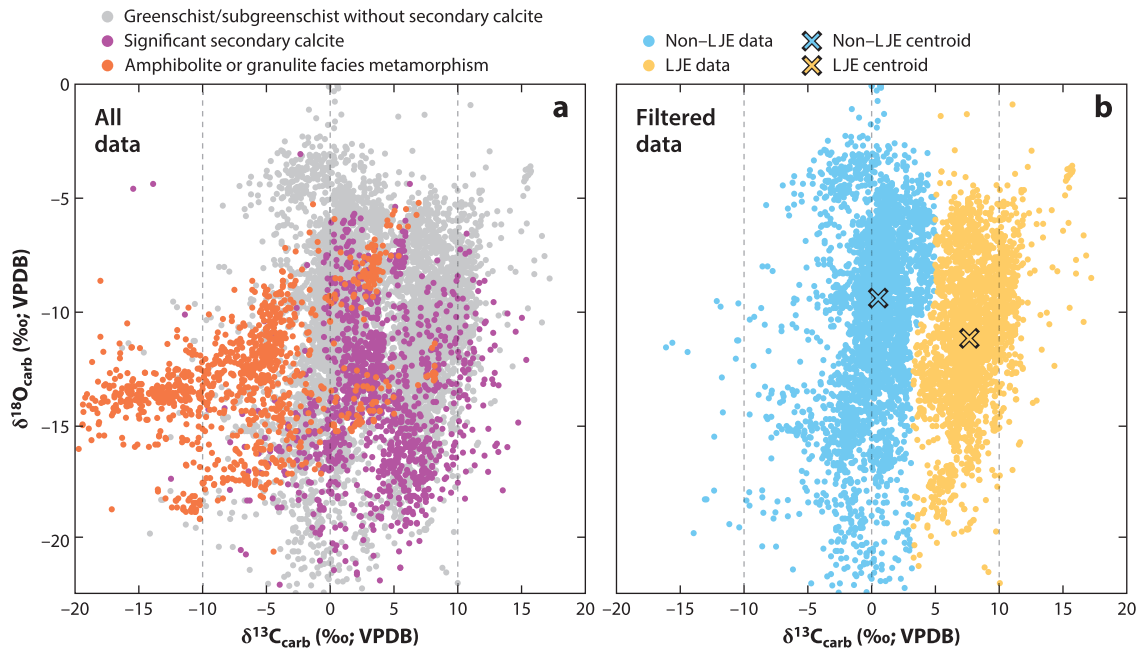 Greenschist/subgreenschist without secondary calcite
Significant secondary calcite
Amphibolite or granulite facies metamorphism
Non–LJE data
Non–LJE centroid
LJE data
LJE centroid
a
All
data
0
−5
−10
−15
−20
δ¹⁸Ocarb (‰; VPDB)
−20
−15
−10
−5
0
5
10
15
20
δ¹³Ccarb (‰; VPDB)
b
Filtered
data
−20
−15
−10
−5
0
5
10
15
20
δ¹³Ccarb (‰; VPDB)